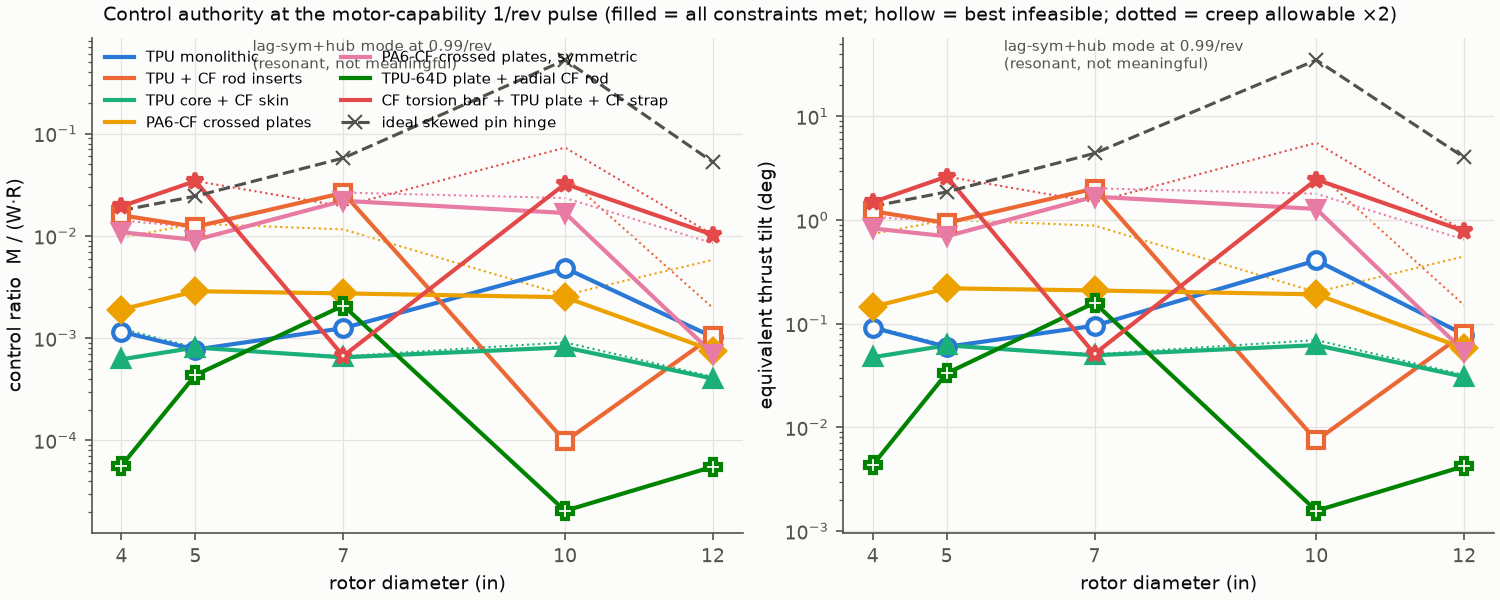 Control authority at the motor-capability 1/rev pulse (filled = all constraints met; hollow = best infeasible; dotted = creep allowable ×2)
lag-sym+hub mode at 0.99/rev
(resonant, not meaningful)
TPU monolithic
TPU + CF rod inserts
TPU core + CF skin
PA6-CF crossed plates
PA6-CF crossed plates, symmetric
TPU-64D plate + radial CF rod
CF torsion bar + TPU plate + CF strap
ideal skewed pin hinge
control ratio M / (W·R)
10⁻¹
10⁻²
10⁻³
10⁻⁴
4 5 7 10 12
rotor diameter (in)
lag-sym+hub mode at 0.99/rev
(resonant, not meaningful)
equivalent thrust tilt (deg)
10¹
10⁰
10⁻¹
10⁻²
10⁻³
4 5 7 10 12
rotor diameter (in)